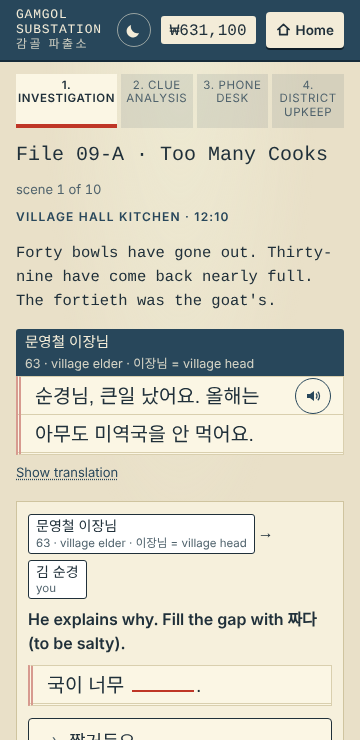 GAMGOL
SUBSTATION
감골 파출소
₩631,100
Home
1.
INVESTIGATION
2. CLUE
ANALYSIS
3. PHONE
DESK
4.
DISTRICT
UPKEEP
File 09-A · Too Many Cooks
scene 1 of 10
VILLAGE HALL KITCHEN · 12:10
Forty bowls have gone out. Thirty-
nine have come back nearly full.
The fortieth was the goat's.
문영철 이장님
63 · village elder · 이장님 = village head
순경님, 큰일 났어요. 올해는
아무도 미역국을 안 먹어요.
Show translation
문영철 이장님
63 · village elder · 이장님 = village head
→
김 순경
you
He explains why. Fill the gap with 짜다
(to be salty).
국이 너무 ______.